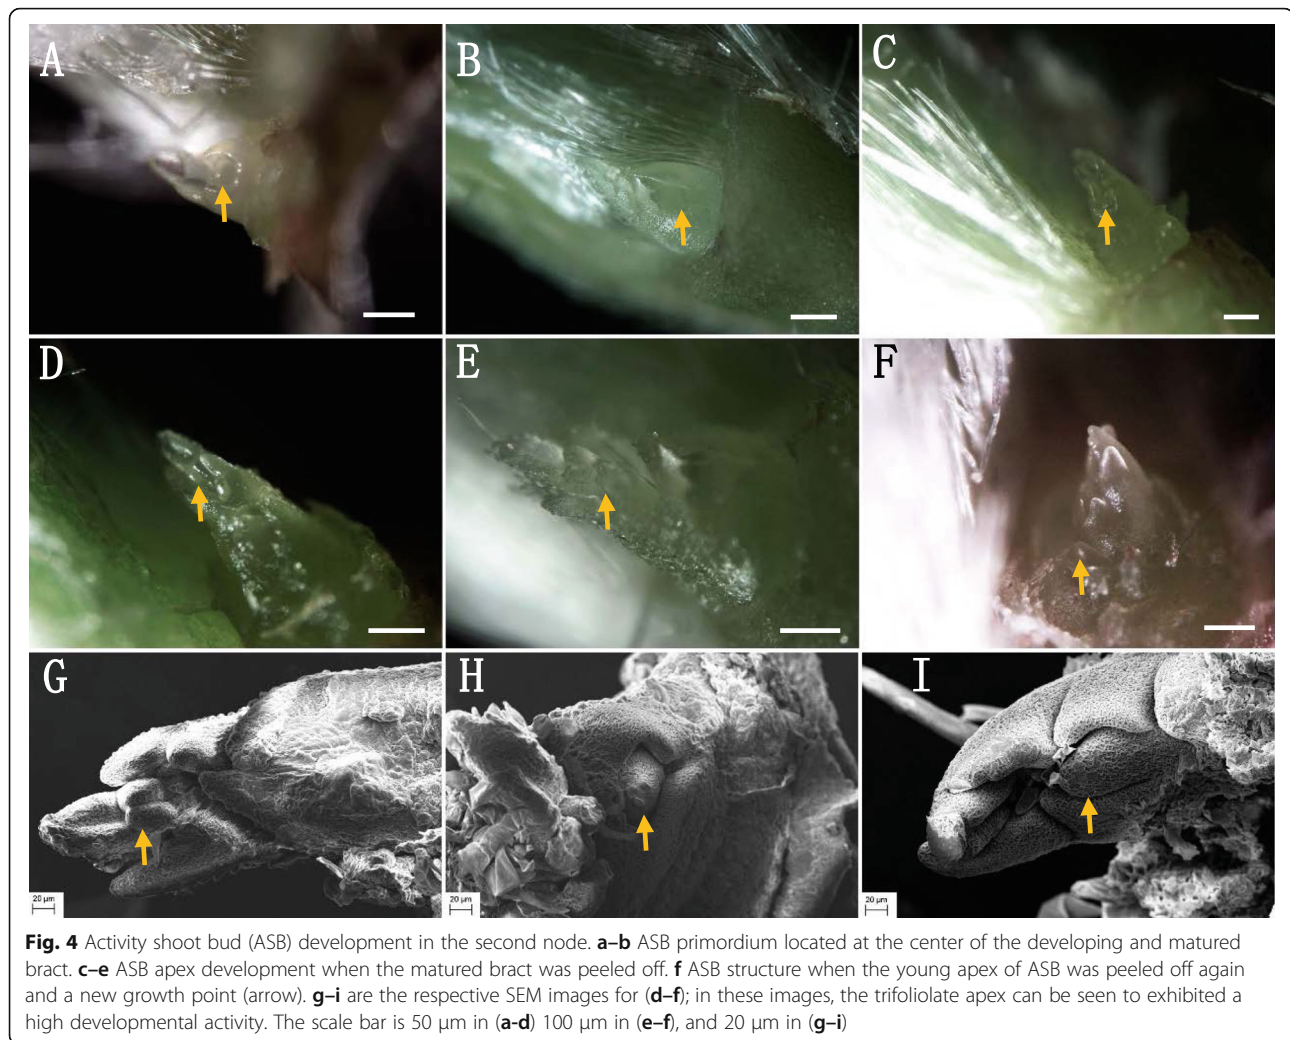 A
B
C
D
E
F
G
H
I
20 μm
20 μm
20 μm
Fig. 4 Activity shoot bud (ASB) development in the second node. a–b ASB primordium located at the center of the developing and matured
bract. c–e ASB apex development when the matured bract was peeled off. f ASB structure when the young apex of ASB was peeled off again
and a new growth point (arrow). g–i are the respective SEM images for (d–f); in these images, the trifoliolate apex can be seen to exhibited a
high developmental activity. The scale bar is 50 μm in (a-d) 100 μm in (e–f), and 20 μm in (g–i)